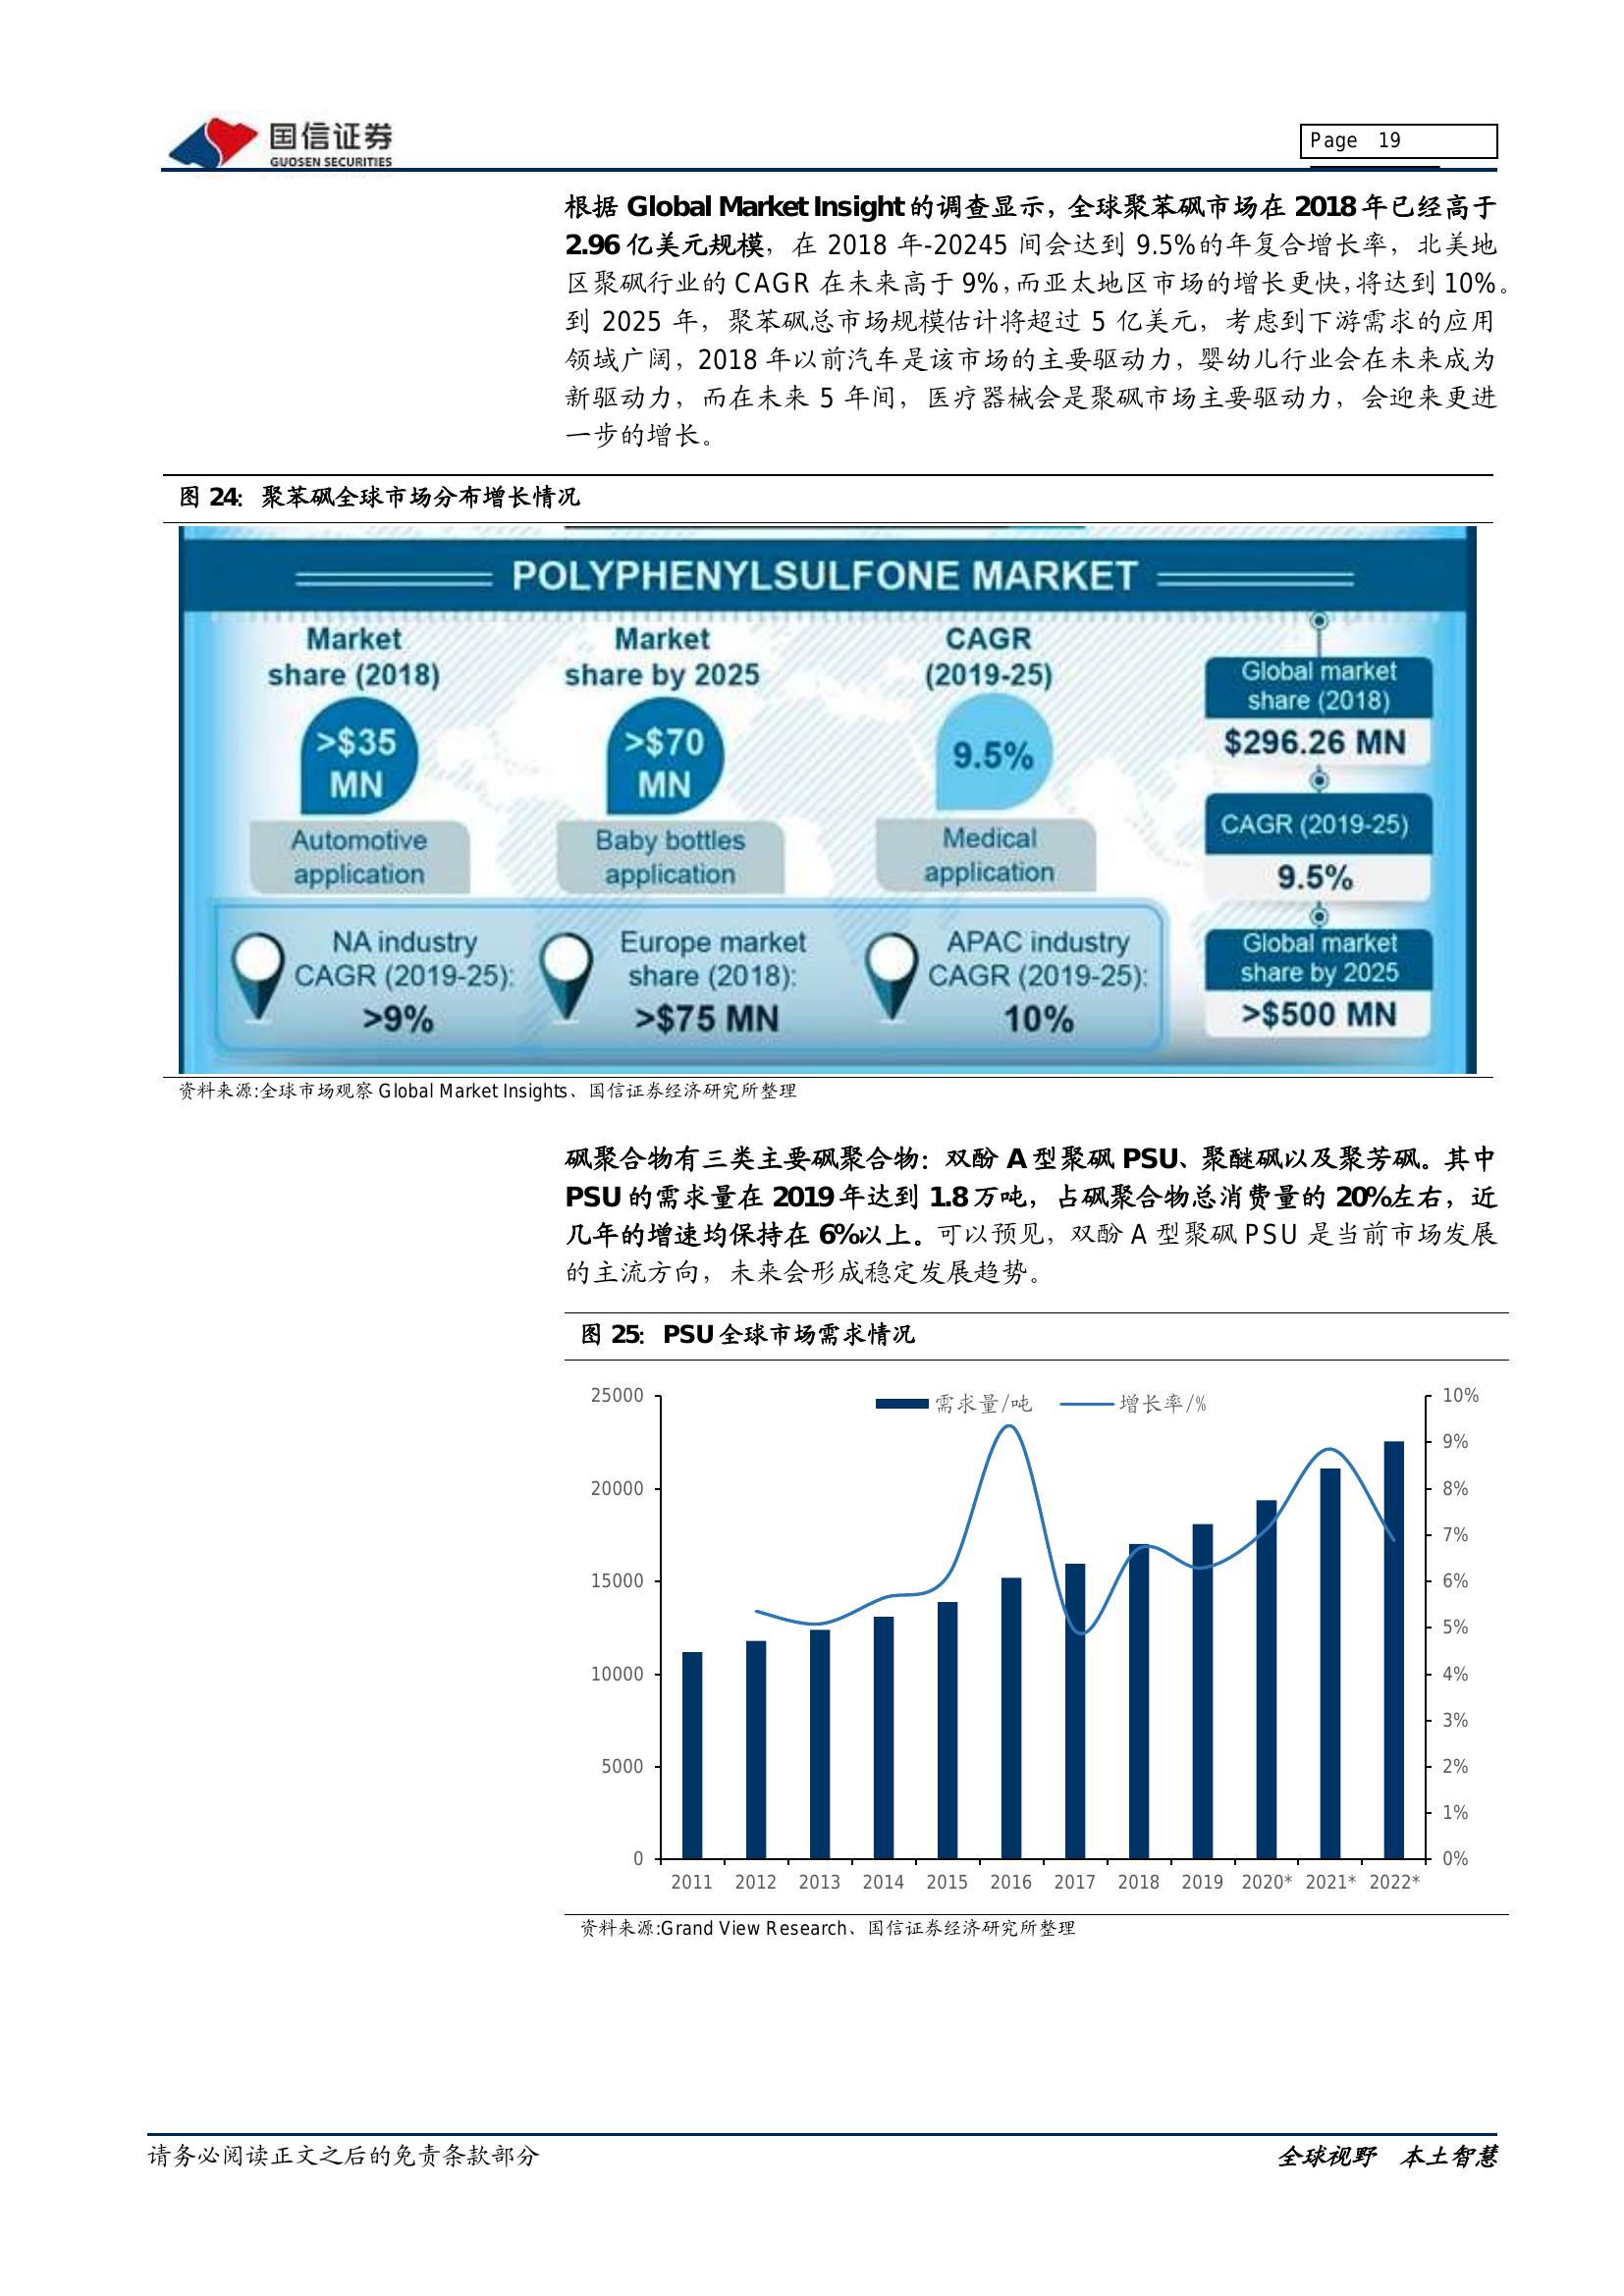 国信证券
GUOSEN SECURITIES
Page 19
根据 Global Market Insight 的调查显示，全球聚苯砜市场在 2018 年已经高于
2.96 亿美元规模，在 2018 年-20245 间会达到 9.5%的年复合增长率，北美地
区聚砜行业的 CAGR 在未来高于 9%，而亚太地区市场的增长更快，将达到 10%。
到 2025 年，聚苯砜总市场规模估计将超过 5 亿美元，考虑到下游需求的应用
领域广阔，2018 年以前汽车是该市场的主要驱动力，婴幼儿行业会在未来成为
新驱动力，而在未来 5 年间，医疗器械会是聚砜市场主要驱动力，会迎来更进
一步的增长。
图 24：聚苯砜全球市场分布增长情况
POLYPHENYLSULFONE MARKET
Market
share (2018)
>$35
MN
Automotive
application
Market
share by 2025
>$70
MN
Baby bottles
application
CAGR
(2019-25)
9.5%
Medical
application
Global market
share (2018)
$296.26 MN
CAGR (2019-25)
9.5%
Global market
share by 2025
>$500 MN
NA industry
CAGR (2019-25):
>9%
Europe market
share (2018):
>$75 MN
APAC industry
CAGR (2019-25):
10%
资料来源:全球市场观察 Global Market Insights、国信证券经济研究所整理
砜聚合物有三类主要砜聚合物：双酚 A 型聚砜 PSU、聚醚砜以及聚芳砜。其中
PSU 的需求量在 2019 年达到 1.8 万吨，占砜聚合物总消费量的 20%左右，近
几年的增速均保持在 6%以上。可以预见，双酚 A 型聚砜 PSU 是当前市场发展
的主流方向，未来会形成稳定发展趋势。
图 25：PSU 全球市场需求情况
需求量/吨 增长率/%
25000
20000
15000
10000
5000
0
10%
9%
8%
7%
6%
5%
4%
3%
2%
1%
0%
2011 2012 2013 2014 2015 2016 2017 2018 2019 2020* 2021* 2022*
资料来源:Grand View Research、国信证券经济研究所整理
请务必阅读正文之后的免责条款部分
全球视野 本土智慧